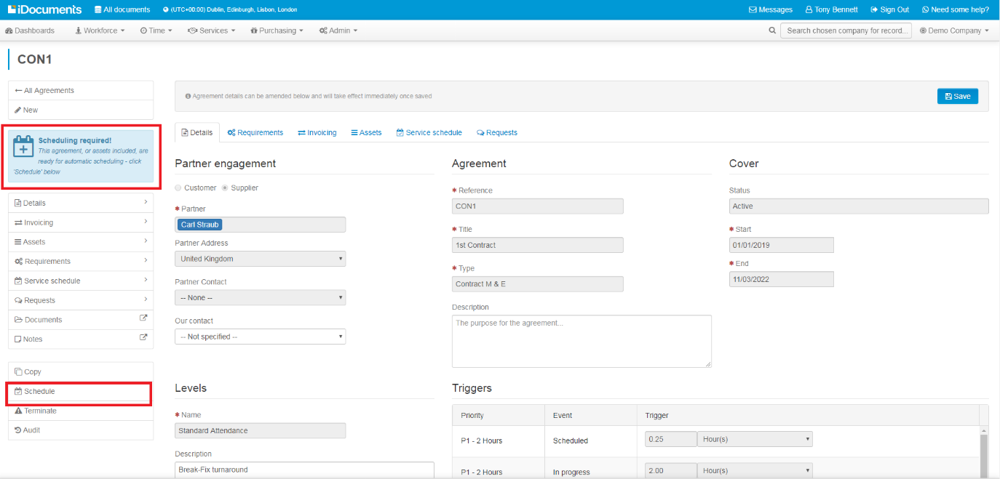 iDocuments All documents (UTC+00:00) Dublin, Edinburgh, Lisbon, London Messages Tony Bennett Sign Out Need some help?
Dashboards Workforce Time Services Purchasing Admin Search chosen company for record... Demo Company
CON1
All Agreements
New
Scheduling required!
This agreement, or assets included, are
ready for automatic scheduling - click
'Schedule' below
Details
Invoicing
Assets
Requirements
Service schedule
Requests
Documents
Notes
Copy
Schedule
Terminate
Audit
Agreement details can be amended below and will take effect immediately once saved
Save
Details Requirements Invoicing Assets Service schedule Requests
Partner engagement
Customer Supplier
* Partner
Carl Straub
Partner Address
United Kingdom
Partner Contact
-- None --
Our contact
-- Not specified --
Agreement
* Reference
CON1
* Title
1st Contract
* Type
Contract M & E
Description
The purpose for the agreement...
Cover
Status
Active
* Start
01/01/2019
* End
11/03/2022
Levels
* Name
Standard Attendance
Description
Break-Fix turnaround
Triggers
Priority Event Trigger
P1 - 2 Hours Scheduled 0.25 Hour(s)
P1 - 2 Hours In progress 2.00 Hour(s)